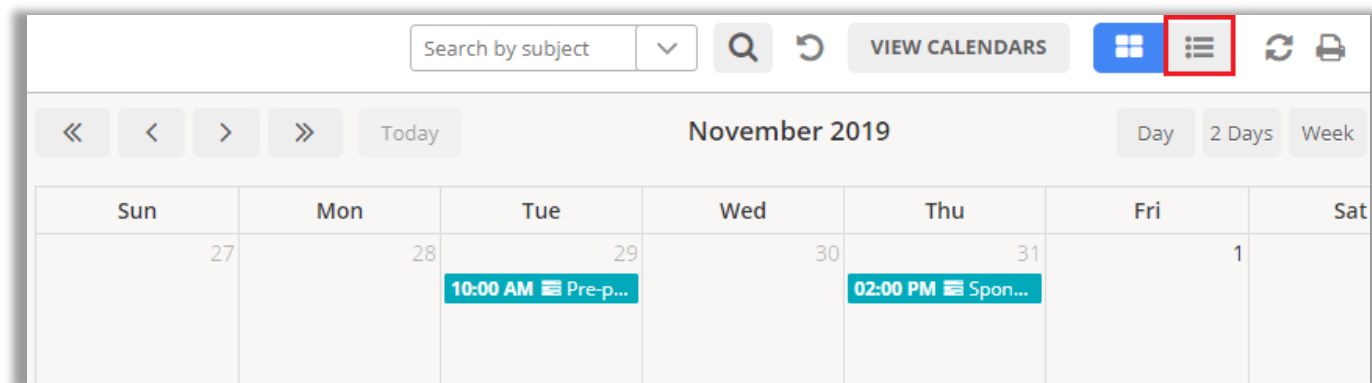 Search by subject VIEW CALENDARS
Today November 2019 Day 2 Days Week
Sun Mon Tue Wed Thu Fri Sat
27 28 29 30 31 1
10:00 AM Pre-p... 02:00 PM Spon...